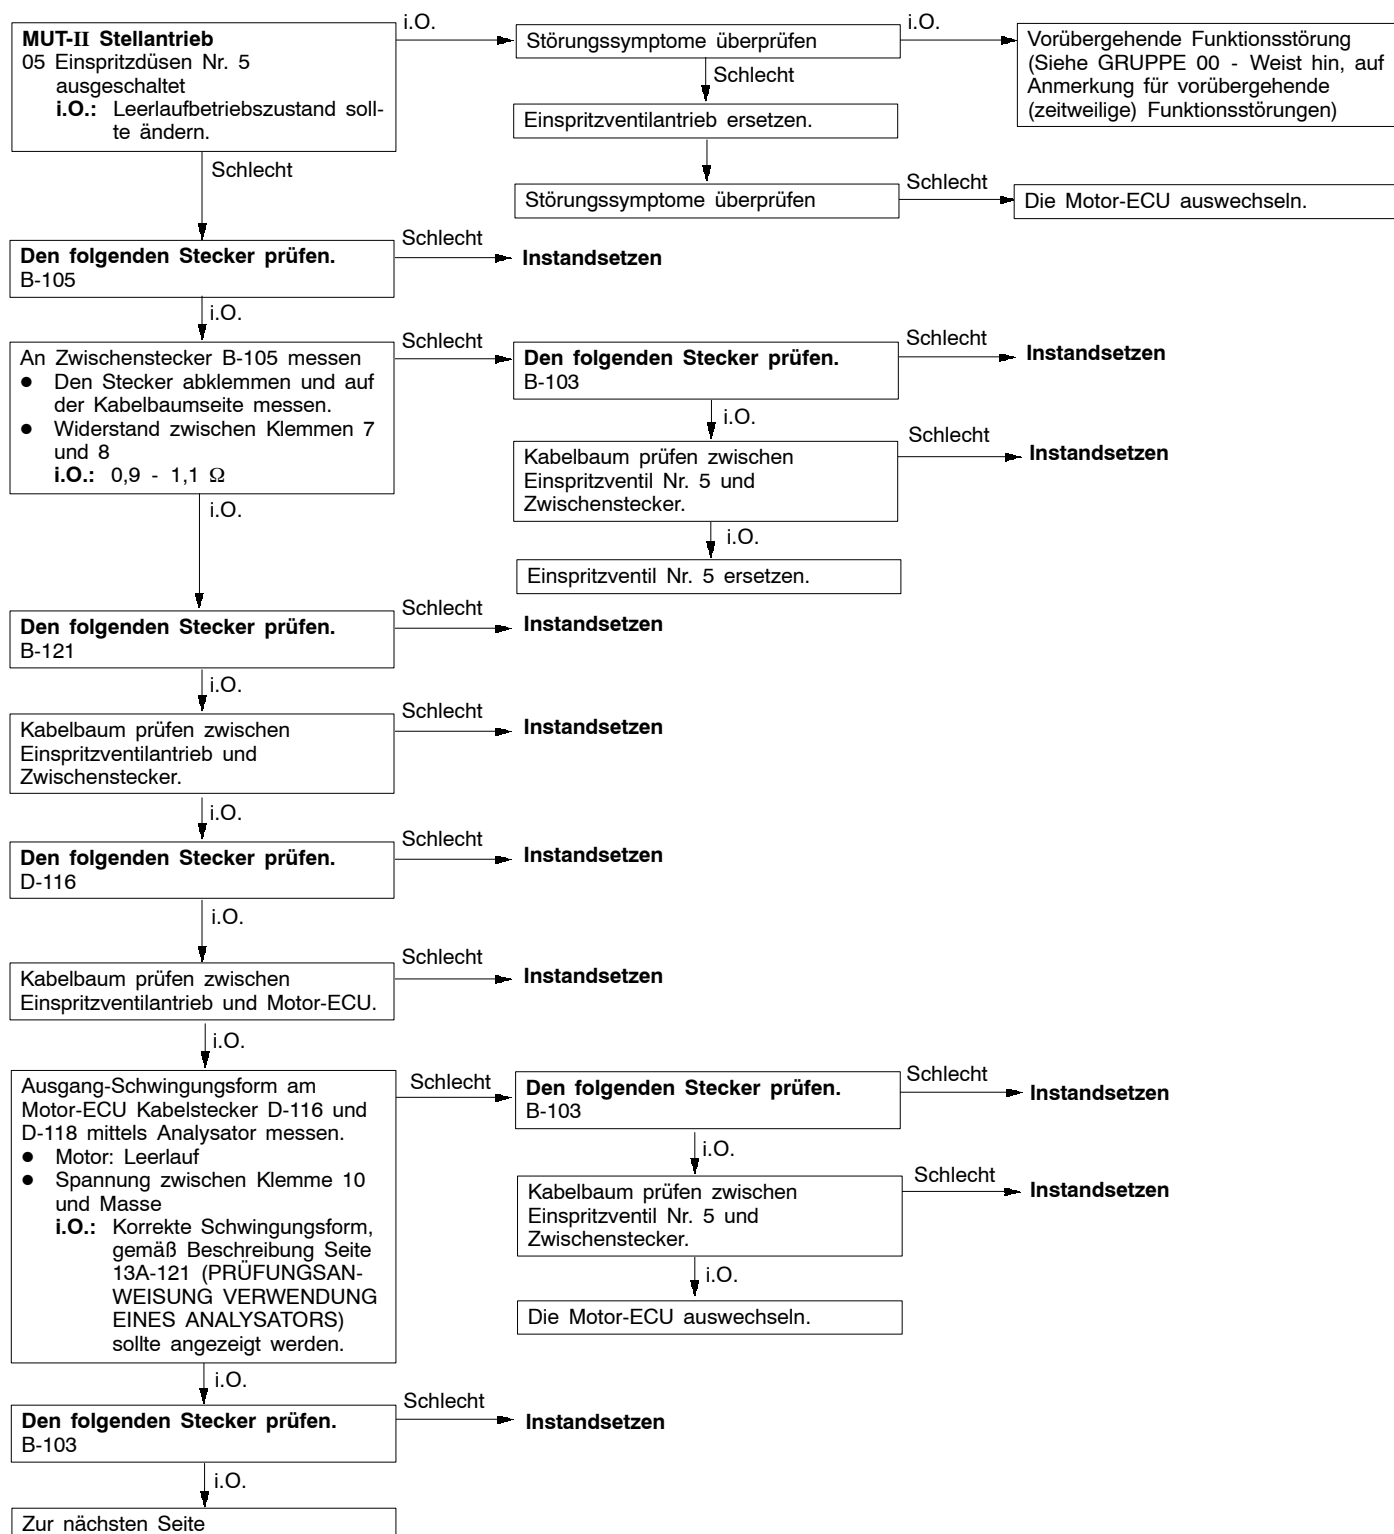 MUT-II Stellantrieb
05 Einspritzdüsen Nr. 5
ausgeschaltet
i.O.: Leerlaufbetriebszustand soll-
te ändern.
i.O.
Störungssymptome überprüfen
i.O.
Vorübergehende Funktionsstörung
(Siehe GRUPPE 00 - Weist hin, auf
Anmerkung für vorübergehende
(zeitweilige) Funktionsstörungen)
Schlecht
Einspritzventilantrieb ersetzen.
Störungssymptome überprüfen
Schlecht
Die Motor-ECU auswechseln.
Schlecht
Den folgenden Stecker prüfen.
B-105
Schlecht
Instandsetzen
i.O.
An Zwischenstecker B-105 messen
● Den Stecker abklemmen und auf
der Kabelbaumseite messen.
● Widerstand zwischen Klemmen 7
und 8
i.O.: 0,9 - 1,1 Ω
Schlecht
Den folgenden Stecker prüfen.
B-103
Schlecht
Instandsetzen
i.O.
Kabelbaum prüfen zwischen
Einspritzventil Nr. 5 und
Zwischenstecker.
Schlecht
Instandsetzen
i.O.
Einspritzventil Nr. 5 ersetzen.
i.O.
Den folgenden Stecker prüfen.
B-121
Schlecht
Instandsetzen
i.O.
Kabelbaum prüfen zwischen
Einspritzventilantrieb und
Zwischenstecker.
Schlecht
Instandsetzen
i.O.
Den folgenden Stecker prüfen.
D-116
Schlecht
Instandsetzen
i.O.
Kabelbaum prüfen zwischen
Einspritzventilantrieb und Motor-ECU.
Schlecht
Instandsetzen
i.O.
Ausgang-Schwingungsform am
Motor-ECU Kabelstecker D-116 und
D-118 mittels Analysator messen.
● Motor: Leerlauf
● Spannung zwischen Klemme 10
und Masse
i.O.: Korrekte Schwingungsform,
gemäß Beschreibung Seite
13A-121 (PRÜFUNGSAN-
WEISUNG VERWENDUNG
EINES ANALYSATORS)
sollte angezeigt werden.
Schlecht
Den folgenden Stecker prüfen.
B-103
Schlecht
Instandsetzen
i.O.
Kabelbaum prüfen zwischen
Einspritzventil Nr. 5 und
Zwischenstecker.
Schlecht
Instandsetzen
i.O.
Die Motor-ECU auswechseln.
i.O.
Den folgenden Stecker prüfen.
B-103
Schlecht
Instandsetzen
i.O.
Zur nächsten Seite